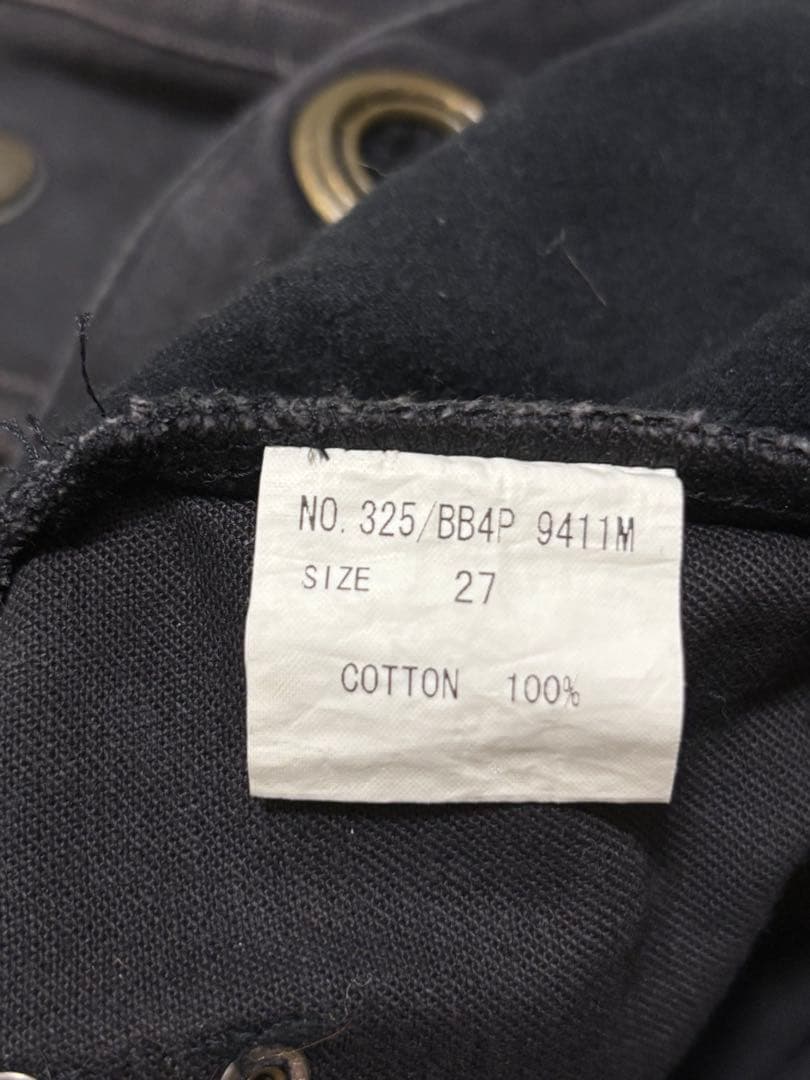 NO. 325/BB4P 9411M
SIZE 27
COTTON 100%